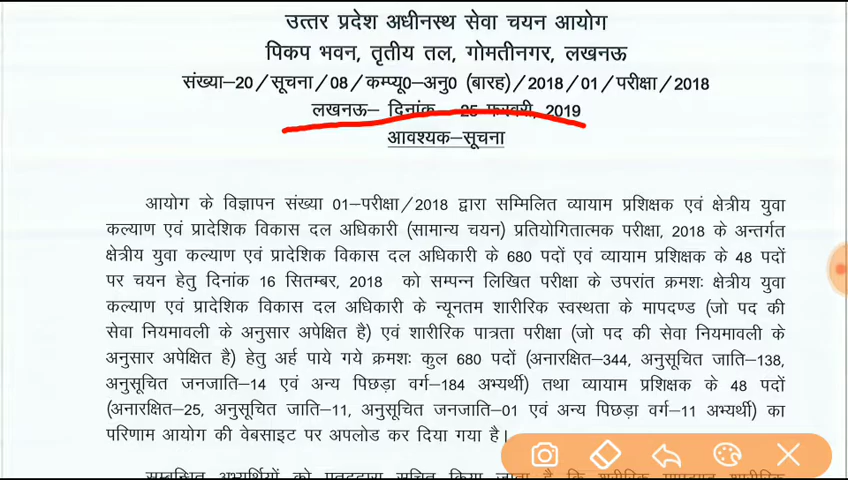 उत्तर प्रदेश अधीनस्थ सेवा चयन आयोग
पिकप भवन, तृतीय तल, गोमतीनगर, लखनऊ
संख्या–20/सूचना/08/कम्प्यू0–अनु0 (बारह)/2018/01/परीक्षा/2018
लखनऊ– दिनांक 25 फरवरी, 2019
आवश्यक–सूचना
आयोग के विज्ञापन संख्या 01–परीक्षा/2018 द्वारा सम्मिलित व्यायाम प्रशिक्षक एवं क्षेत्रीय युवा
कल्याण एवं प्रादेशिक विकास दल अधिकारी (सामान्य चयन) प्रतियोगितात्मक परीक्षा, 2018 के अन्तर्गत
क्षेत्रीय युवा कल्याण एवं प्रादेशिक विकास दल अधिकारी के 680 पदों एवं व्यायाम प्रशिक्षक के 48 पदों
पर चयन हेतु दिनांक 16 सितम्बर, 2018 को सम्पन्न लिखित परीक्षा के उपरांत क्रमशः क्षेत्रीय युवा
कल्याण एवं प्रादेशिक विकास दल अधिकारी के न्यूनतम शारीरिक स्वस्थता के मापदण्ड (जो पद की
सेवा नियमावली के अनुसार अपेक्षित है) एवं शारीरिक पात्रता परीक्षा (जो पद की सेवा नियमावली के
अनुसार अपेक्षित है) हेतु अर्ह पाये गये क्रमशः कुल 680 पदों (अनारक्षित–344, अनुसूचित जाति–138,
अनुसूचित जनजाति–14 एवं अन्य पिछड़ा वर्ग–184 अभ्यर्थी) तथा व्यायाम प्रशिक्षक के 48 पदों
(अनारक्षित–25, अनुसूचित जाति–11, अनुसूचित जनजाति–01 एवं अन्य पिछड़ा वर्ग–11 अभ्यर्थी) का
परिणाम आयोग की वेबसाइट पर अपलोड कर दिया गया है।
सम्बन्धित अभ्यर्थियों को एतद्द्वारा सूचित किया जाता है कि शारीरिक मापदण्ड शारीरिक